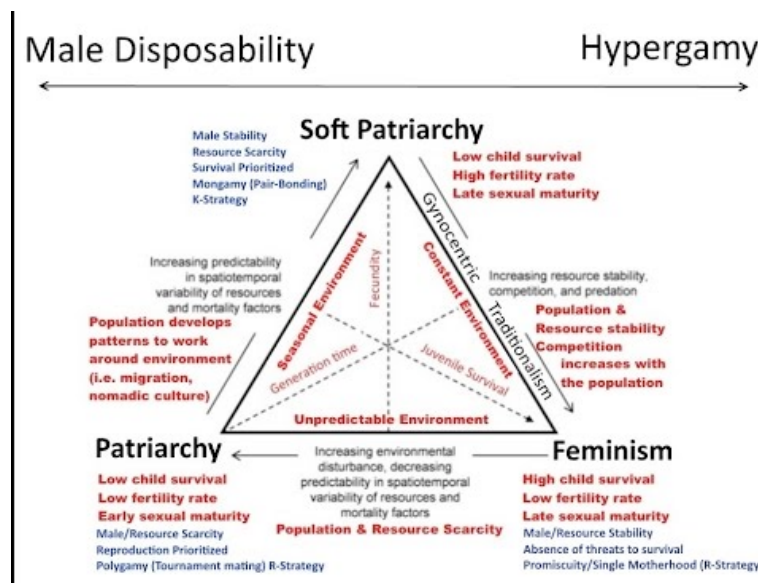 Male Disposability
Hypergamy
Soft Patriarchy
Male Stability
Resource Scarcity
Survival Prioritized
Mongamy (Pair-Bonding)
K-Strategy
Low child survival
High fertility rate
Late sexual maturity
Increasing predictability
in spatiotemporal
variability of resources
and mortality factors
Population develops
patterns to work
around environment
(i.e. migration,
nomadic culture)
Seasonal Environment
Fecundity
Constant Environment
Gynocentric Traditionalism
Increasing resource stability,
competition, and predation
Population &
Resource stability
Competition
increases with
the population
Generation time
Juvenile Survival
Unpredictable Environment
Patriarchy
Low child survival
Low fertility rate
Early sexual maturity
Male/Resource Scarcity
Reproduction Prioritized
Polygamy (Tournament mating) R-Strategy
Increasing environmental
disturbance, decreasing
predictability in spatiotemporal
variability of resources and
mortality factors
Population & Resource Scarcity
Feminism
High child survival
Low fertility rate
Late sexual maturity
Male/Resource Stability
Absence of threats to survival
Promiscuity/Single Motherhood (R-Strategy